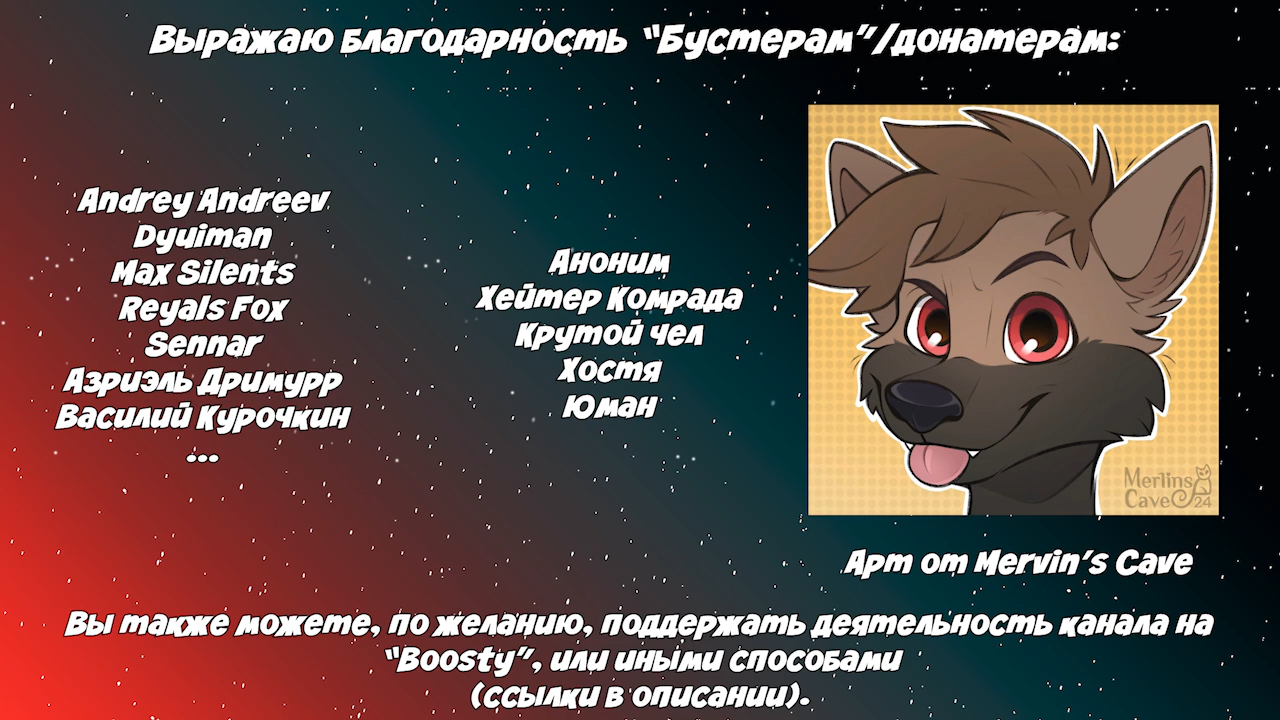 Выражаю благодарность “Бустерам”/донатерам:
Andrey Andreev
Dyuiman
Max Silents
Reyals Fox
Sennar
Азриэль Дримурр
Василий Курочкин
...
Аноним
Хейтер Комрада
Крутой чел
Хостя
Юман
Merlins
Cave 24
Арт от Mervin’s Cave
Вы также можете, по желанию, поддержать деятельность канала на
“Boosty”, или иными способами
(ссылки в описании).